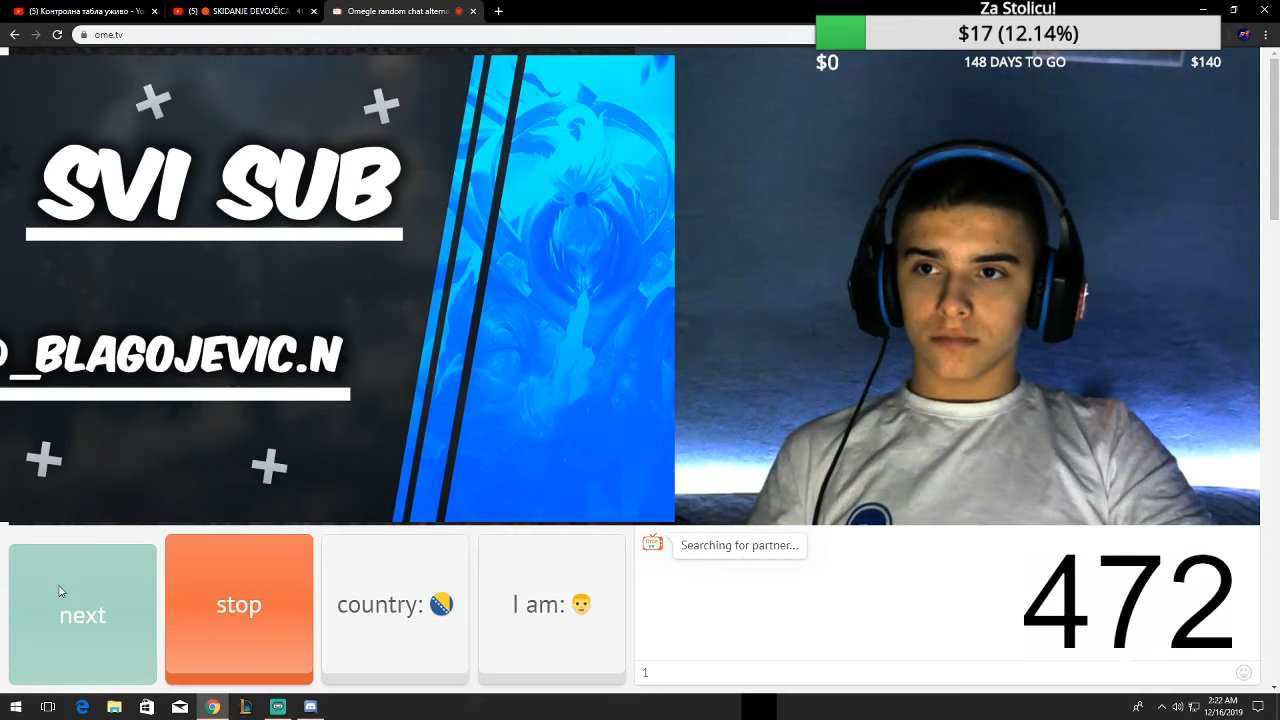 (5) Контролна табла уживо - Yo
(5) 🔴 SKIDANJE DEVOJČICA
Omegle random chat alterna
ome.tv
Za Stolicu!
$17 (12.14%)
$0
148 DAYS TO GO
$140
SVI SUB
_BLAGOJEVIC.N
next
stop
country:
I am:
Searching for partner...
472
1
2:22 AM
12/16/2019